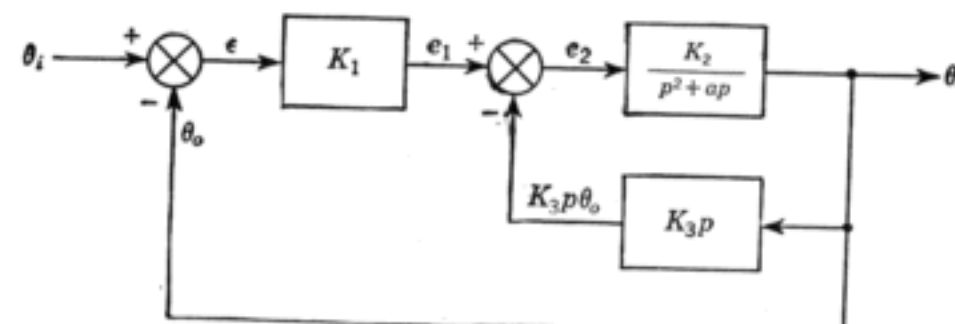 θi + ϵ K1 e1 + e2 K2
p² + ap θ
−
θo
−
K3pθo K3p